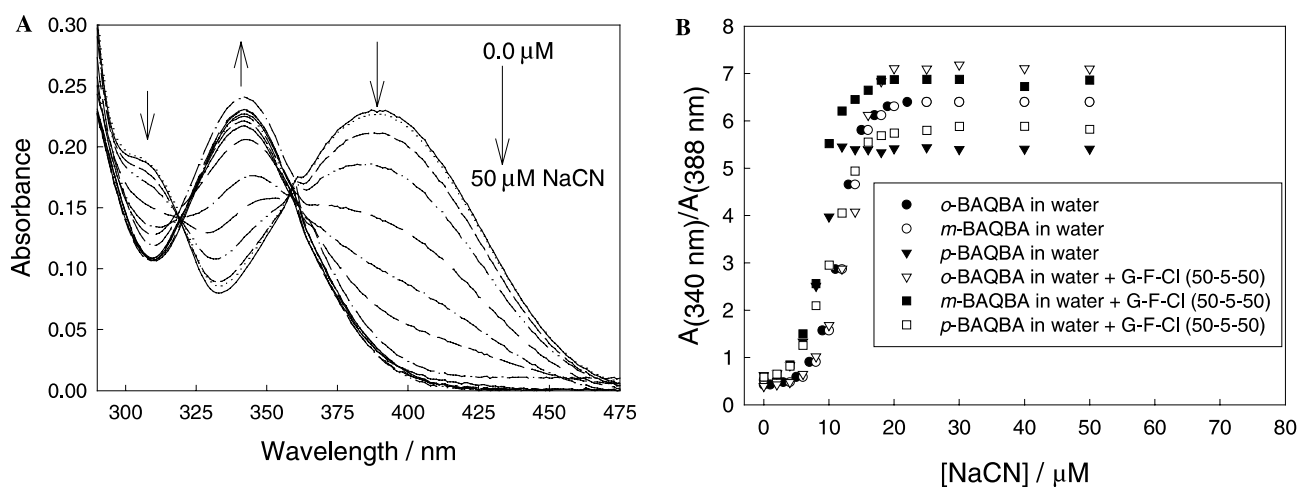 A
0.30
0.25
0.20
0.15
0.10
0.05
0.00
Absorbance
0.0 μM
50 μM NaCN
300 325 350 375 400 425 450 475
Wavelength / nm
B
8
7
6
5
4
3
2
1
0
A(340 nm)/A(388 nm)
o-BAQBA in water
m-BAQBA in water
p-BAQBA in water
o-BAQBA in water + G-F-Cl (50-5-50)
m-BAQBA in water + G-F-Cl (50-5-50)
p-BAQBA in water + G-F-Cl (50-5-50)
0 10 20 30 40 50 60 70 80
[NaCN] / μM